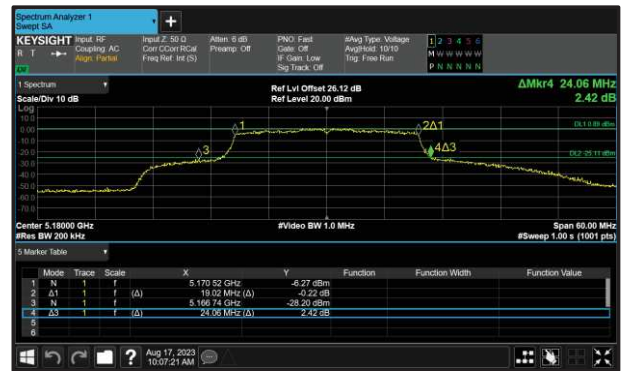 Spectrum Analyzer 1
Swept SA
KEYSIGHT
R T
Input: RF
Coupling: AC
Align: Partial
Input Z: 50 Ω
Corr CCorr RCal
Freq Ref: Int (S)
Atten: 6 dB
Preamp: Off
PNO: Fast
Gate: Off
IF Gain: Low
Sig Track: Off
#Avg Type: Voltage
Avg|Hold: 10/10
Trig: Free Run
1 2 3 4 5 6
M W W W W W
P N N N N N
1 Spectrum
Scale/Div 10 dB
Ref Lvl Offset 26.12 dB
Ref Level 20.00 dBm
ΔMkr4 24.06 MHz
2.42 dB
Log
10.0
0.00
-10.0
-20.0
-30.0
-40.0
-50.0
-60.0
-70.0
1
2Δ1
3
4Δ3
DL1 0.89 dBm
DL2 -25.11 dBm
Center 5.18000 GHz
#Video BW 1.0 MHz
Span 60.00 MHz
#Res BW 200 kHz
#Sweep 1.00 s (1001 pts)
5 Marker Table
Mode Trace Scale X Y Function Function Width Function Value
1 N 1 f 5.170 52 GHz -6.27 dBm
2 Δ1 1 f (Δ) 19.02 MHz (Δ) -0.22 dB
3 N 1 f 5.166 74 GHz -28.20 dBm
4 Δ3 1 f (Δ) 24.06 MHz (Δ) 2.42 dB
5
6
?
Aug 17, 2023
10:07:21 AM